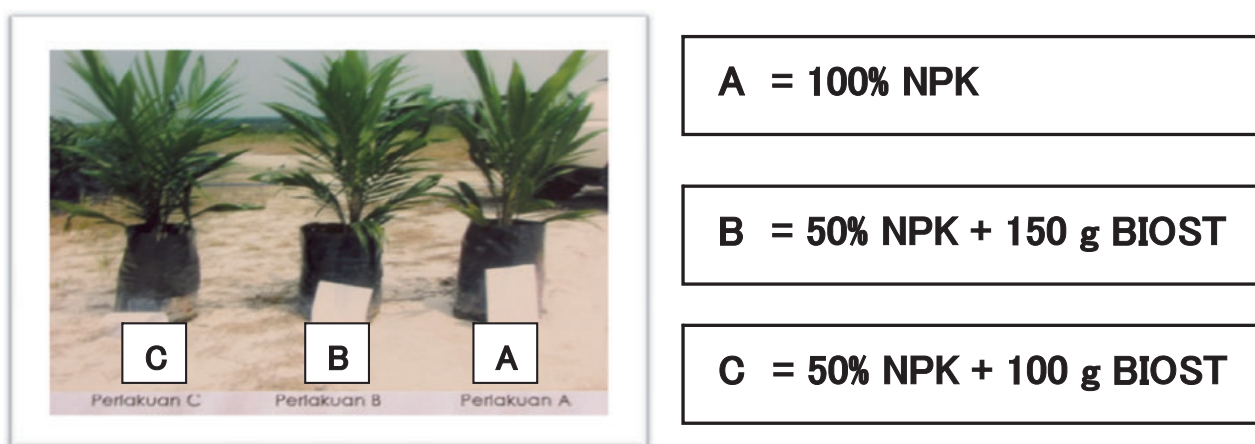 C
B
A
Perlakuan C
Perlakuan B
Perlakuan A
A = 100% NPK
B = 50% NPK + 150 g BIOST
C = 50% NPK + 100 g BIOST